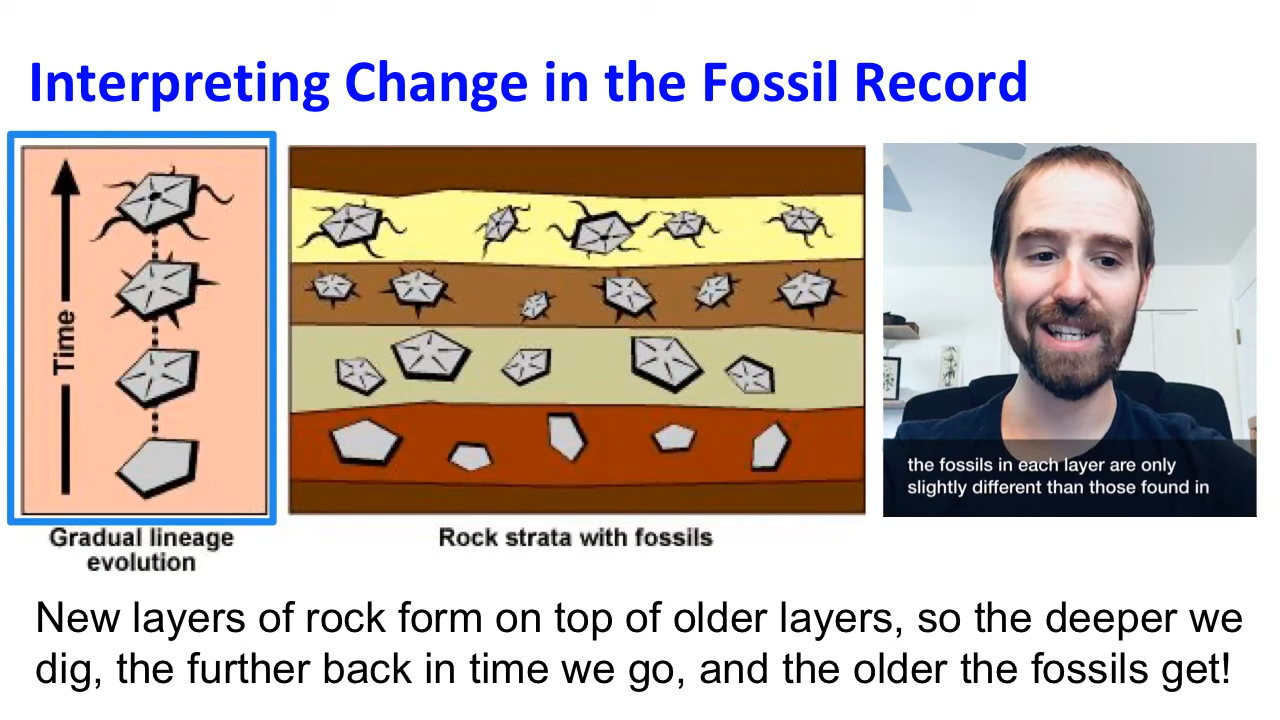 Interpreting Change in the Fossil Record
Time
Gradual lineage
evolution
Rock strata with fossils
the fossils in each layer are only
slightly different than those found in
New layers of rock form on top of older layers, so the deeper we
dig, the further back in time we go, and the older the fossils get!